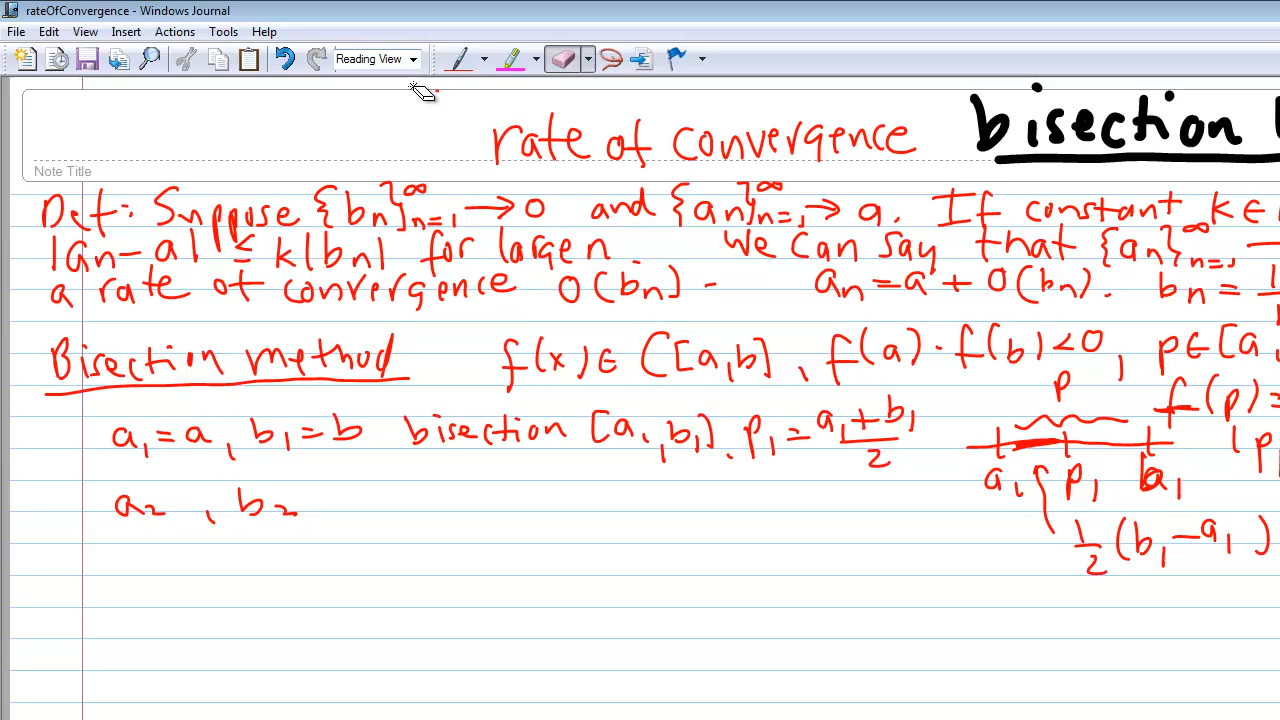 rateOfConvergence - Windows Journal
File Edit View Insert Actions Tools Help
Reading View
rate of convergence bisection
Note Title
Def: Suppose {bn}∞n=1 → 0 and {an}∞n=1 → a. If constant K ∈
|an − a| ≤ K|bn| for large n We can say that {an}∞n=1
a rate of convergence O(bn) - an = a + O(bn). bn = 1
Bisection method f(x) ∈ C[a,b], f(a)·f(b)<0, p∈[a,
p f(p)=
a1 = a, b1 = b bisection [a1, b1]. p1 = (a1 + b1)/2
|p1
a1 p1 b1
a2, b2
1/2 (b1 − a1)